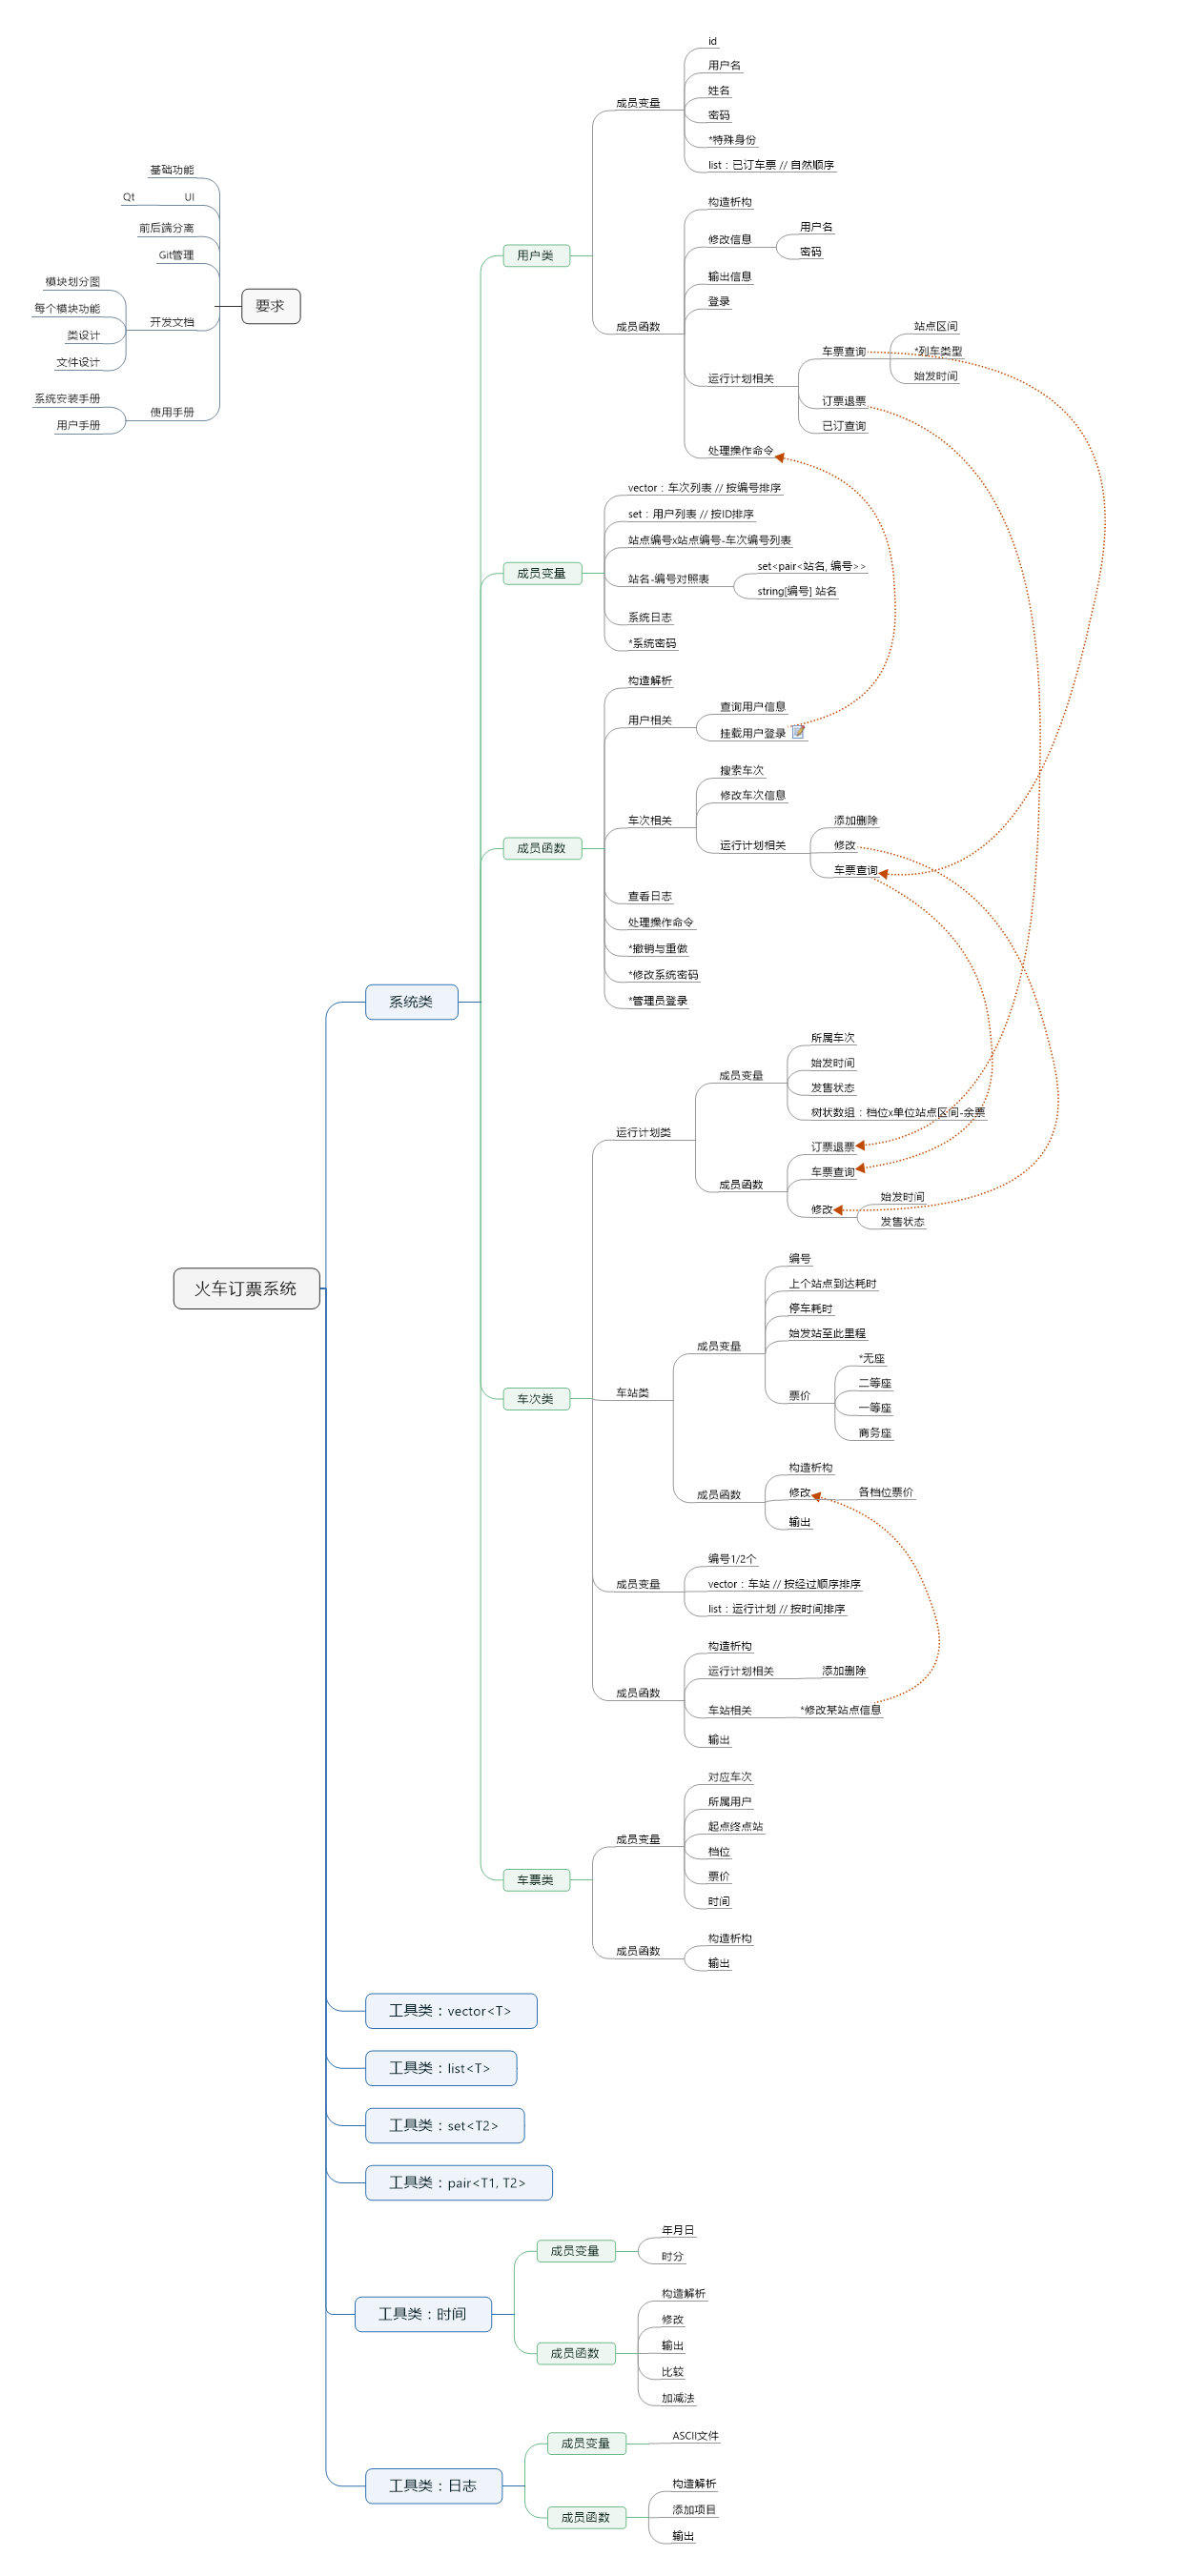 要求
基础功能
UI
Qt
前后端分离
Git管理
开发文档
模块划分图
每个模块功能
类设计
文件设计
使用手册
系统安装手册
用户手册
火车订票系统
系统类
用户类
成员变量
id
用户名
姓名
密码
*特殊身份
list：已订车票 // 自然顺序
成员函数
构造析构
修改信息
用户名
密码
输出信息
登录
运行计划相关
车票查询
站点区间
*列车类型
始发时间
订票退票
已订查询
处理操作命令
成员变量
vector：车次列表 // 按编号排序
set：用户列表 // 按ID排序
站点编号x站点编号-车次编号列表
站名-编号对照表
set<pair<站名, 编号>>
string[编号] 站名
系统日志
*系统密码
成员函数
构造解析
用户相关
查询用户信息
挂载用户登录
车次相关
搜索车次
修改车次信息
运行计划相关
添加删除
修改
车票查询
查看日志
处理操作命令
*撤销与重做
*修改系统密码
*管理员登录
车次类
运行计划类
成员变量
所属车次
始发时间
发售状态
树状数组：档位x单位站点区间-余票
成员函数
订票退票
车票查询
修改
始发时间
发售状态
车站类
成员变量
编号
上个站点到达耗时
停车耗时
始发站至此里程
票价
*无座
二等座
一等座
商务座
成员函数
构造析构
修改
各档位票价
输出
成员变量
编号1/2个
vector：车站 // 按经过顺序排序
list：运行计划 // 按时间排序
成员函数
构造析构
运行计划相关
添加删除
车站相关
*修改某站点信息
输出
车票类
成员变量
对应车次
所属用户
起点终点站
档位
票价
时间
成员函数
构造析构
输出
工具类：vector<T>
工具类：list<T>
工具类：set<T2>
工具类：pair<T1, T2>
工具类：时间
成员变量
年月日
时分
成员函数
构造解析
修改
输出
比较
加减法
工具类：日志
成员变量
ASCII文件
成员函数
构造解析
添加项目
输出